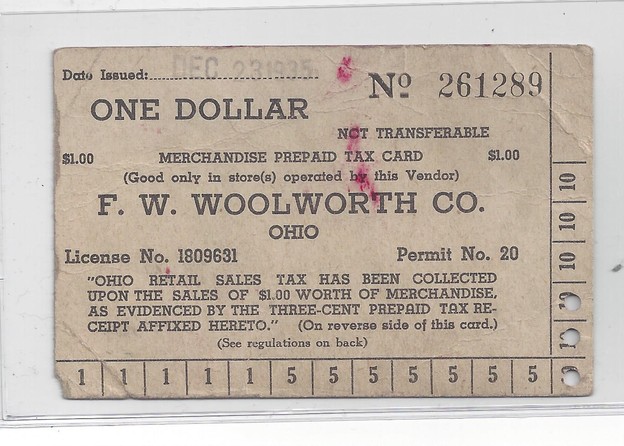 Date Issued: DEC 23 1935
Nº 261289
ONE DOLLAR
NOT TRANSFERABLE
$1.00 MERCHANDISE PREPAID TAX CARD $1.00
(Good only in store(s) operated by this Vendor)
F. W. WOOLWORTH CO.
OHIO
License No. 1809631 Permit No. 20
"OHIO RETAIL SALES TAX HAS BEEN COLLECTED
UPON THE SALES OF $1.00 WORTH OF MERCHANDISE,
AS EVIDENCED BY THE THREE-CENT PREPAID TAX RE-
CEIPT AFFIXED HERETO." (On reverse side of this card.)
(See regulations on back)
1 1 1 1 1 5 5 5 5 5 5 5
10
10
10